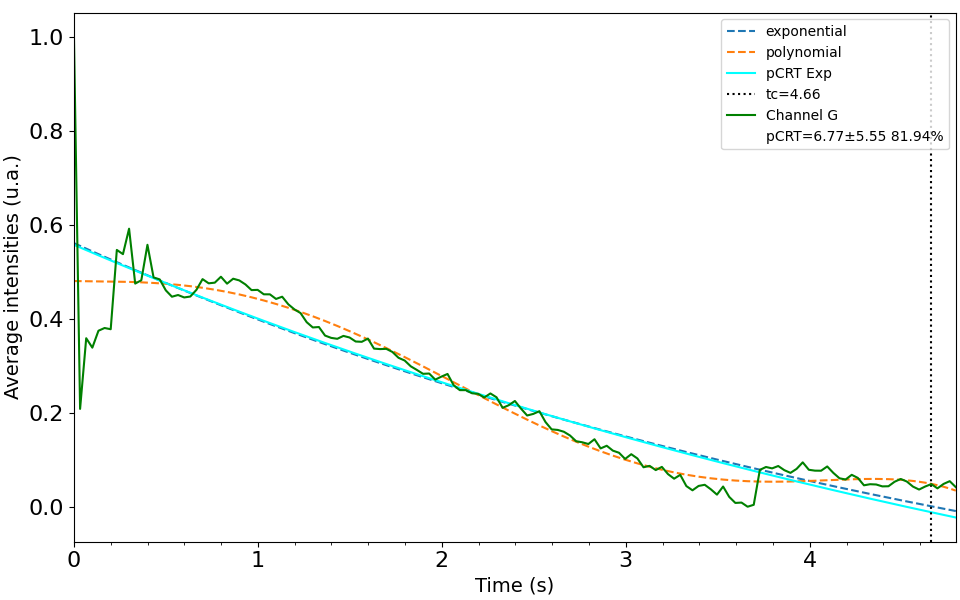 1.0
0.8
0.6
0.4
0.2
0.0
Average intensities (u.a.)
exponential
polynomial
pCRT Exp
tc=4.66
Channel G
pCRT=6.77±5.55 81.94%
0 1 2 3 4
Time (s)